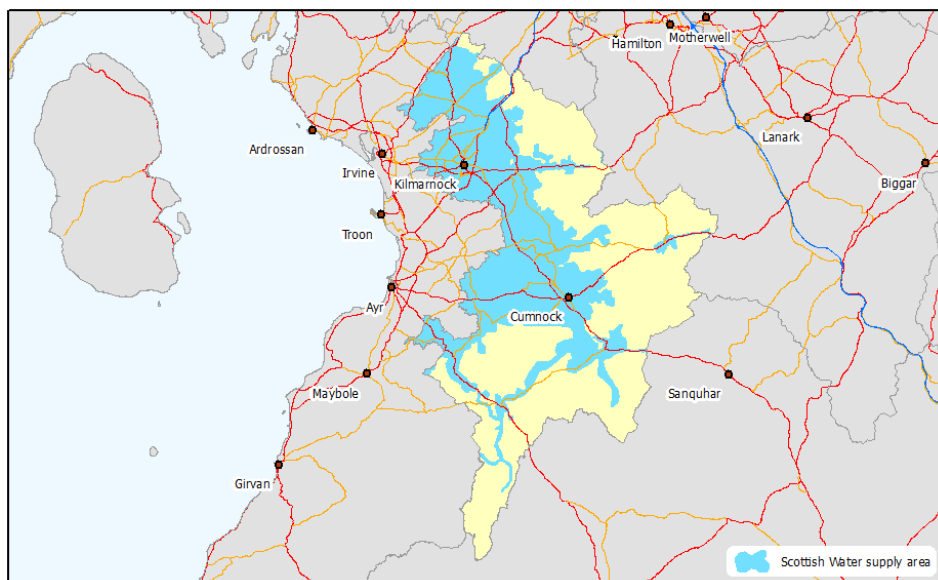 Hamilton
Motherwell
Lanark
Ardrossan
Irvine
Kilmarnock
Biggar
Troon
Ayr
Cumnock
Maybole
Sanquhar
Girvan
Scottish Water supply area